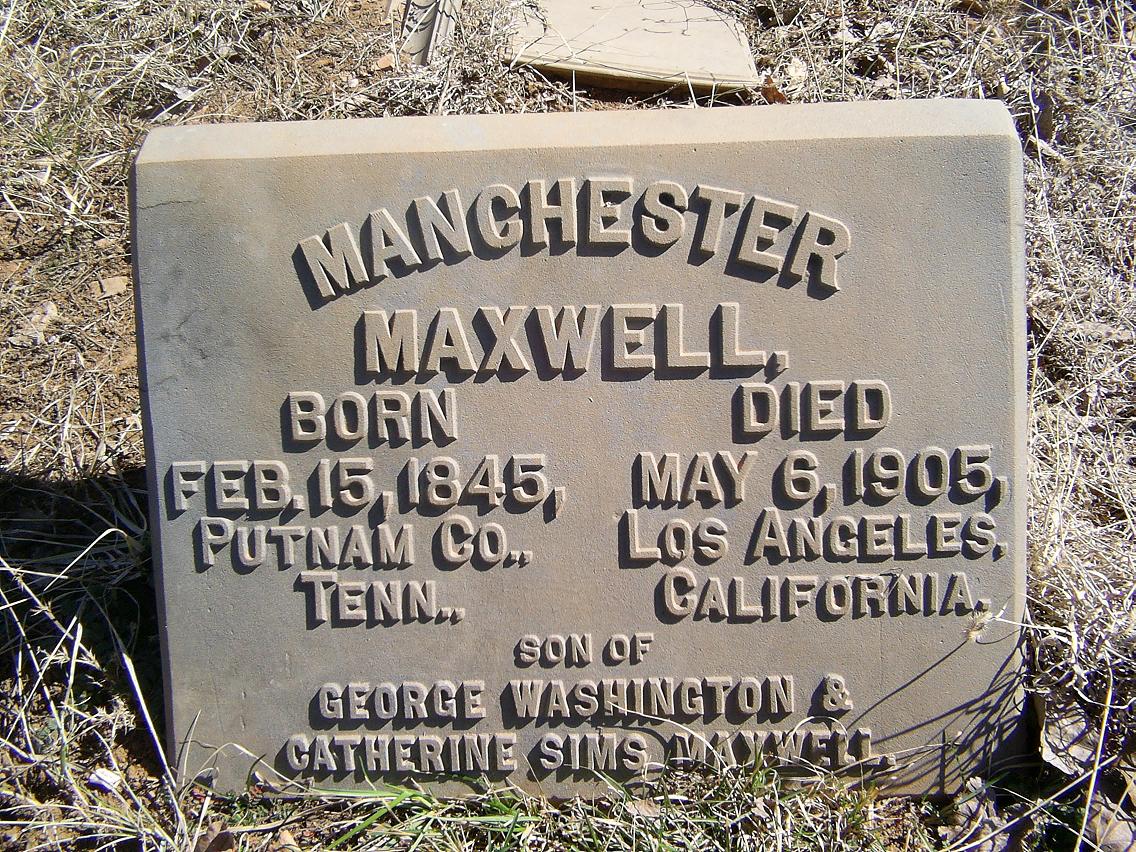 MANCHESTER
MAXWELL.
BORN
FEB. 15, 1845,
PUTNAM CO.,
TENN.,
DIED
MAY 6, 1905,
LOS ANGELES,
CALIFORNIA.
SON OF
GEORGE WASHINGTON &
CATHERINE SIMS MAXWELL.